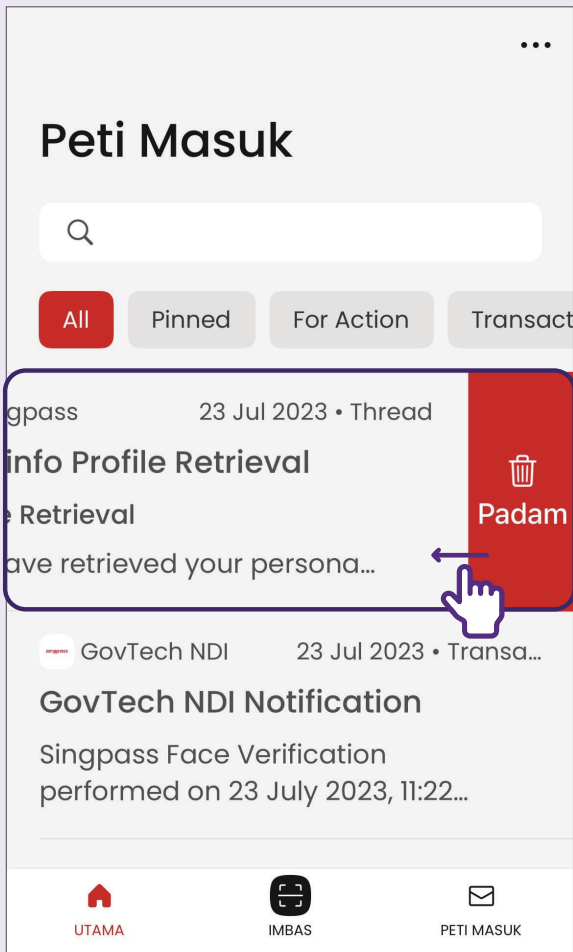 Peti Masuk
All Pinned For Action Transact
gpass 23 Jul 2023 • Thread
info Profile Retrieval
Retrieval
ave retrieved your persona...
Padam
GovTech NDI 23 Jul 2023 • Transa...
GovTech NDI Notification
Singpass Face Verification
performed on 23 July 2023, 11:22...
UTAMA IMBAS PETI MASUK